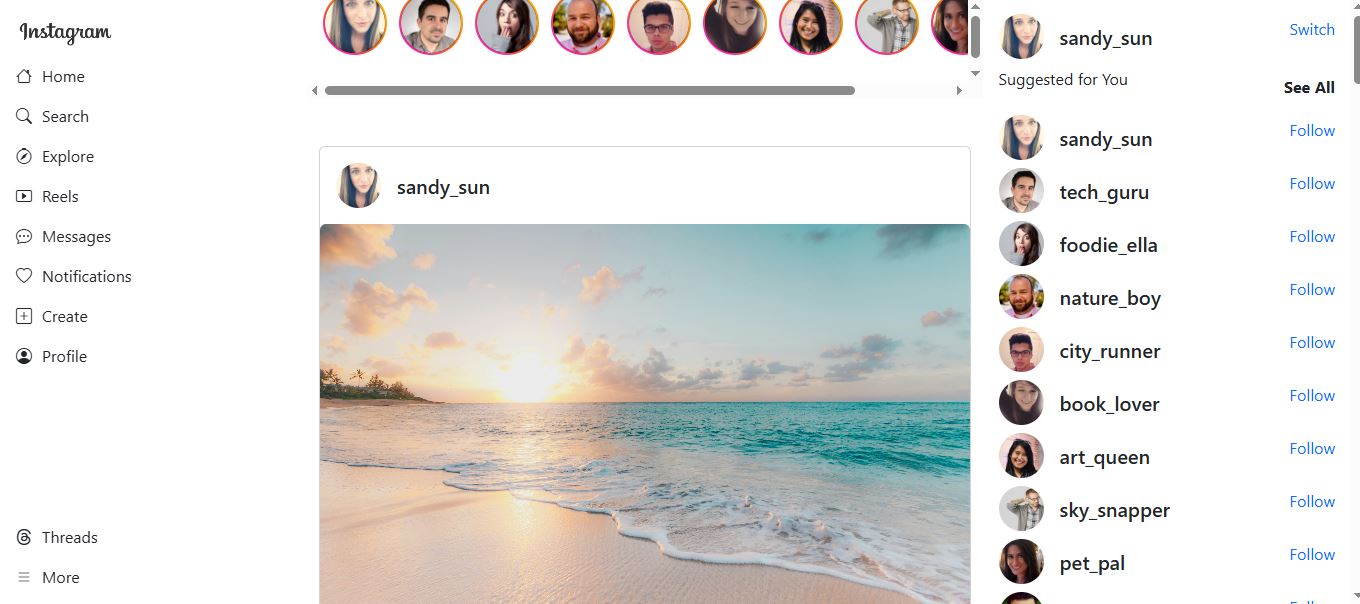 Instagram
Home
Search
Explore
Reels
Messages
Notifications
Create
Profile
Threads
More
sandy_sun
sandy_sun
Switch
Suggested for You
See All
sandy_sun
Follow
tech_guru
Follow
foodie_ella
Follow
nature_boy
Follow
city_runner
Follow
book_lover
Follow
art_queen
Follow
sky_snapper
Follow
pet_pal
Follow
Follow